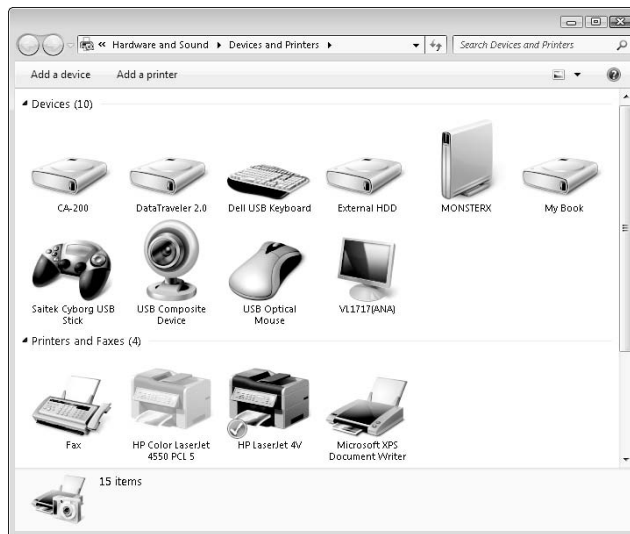 « Hardware and Sound ▸ Devices and Printers ▸
Search Devices and Printers
Add a device Add a printer
Devices (10)
CA-200 DataTraveler 2.0 Dell USB Keyboard External HDD MONSTERX My Book
Saitek Cyborg USB USB Composite USB Optical VL1717(ANA)
Stick Device Mouse
Printers and Faxes (4)
Fax HP Color LaserJet HP LaserJet 4V Microsoft XPS
4550 PCL 5 Document Writer
15 items